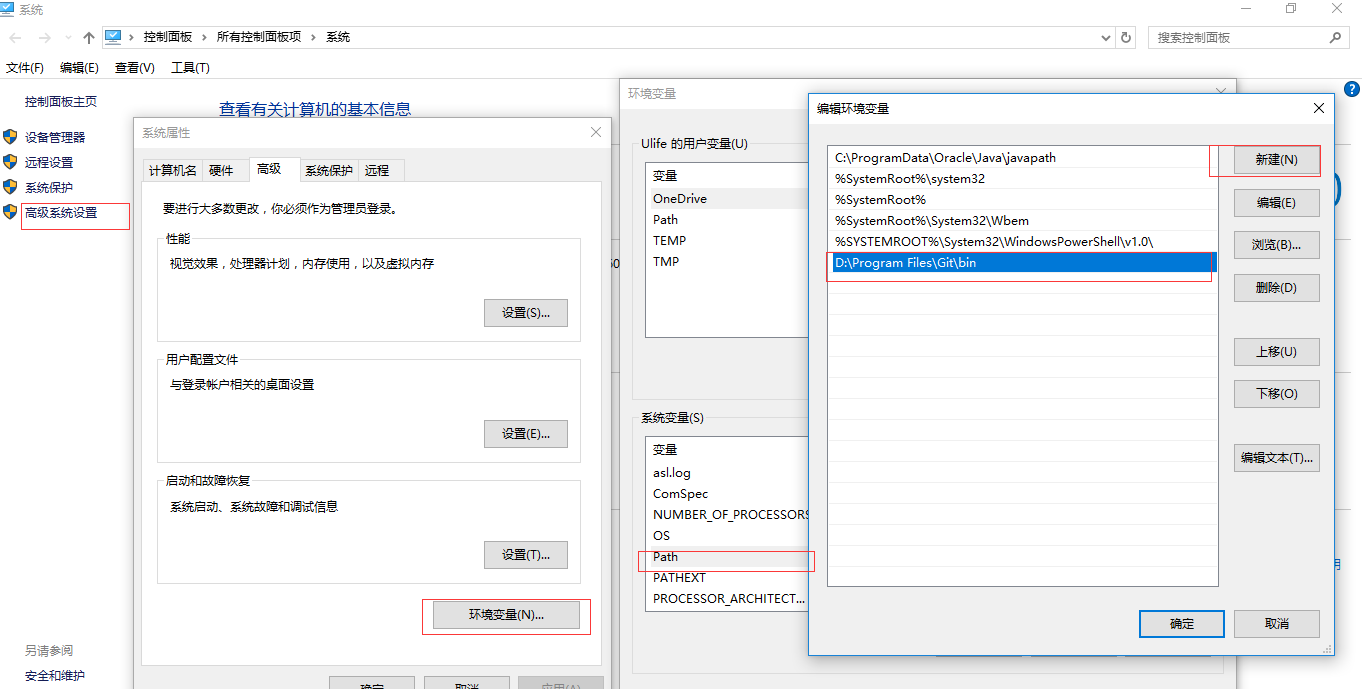 系统
控制面板
所有控制面板项
系统
搜索控制面板
文件(F)
编辑(E)
查看(V)
工具(T)
控制面板主页
设备管理器
远程设置
系统保护
高级系统设置
另请参阅
安全和维护
查看有关计算机的基本信息
系统属性
计算机名
硬件
高级
系统保护
远程
要进行大多数更改，你必须作为管理员登录。
性能
视觉效果，处理器计划，内存使用，以及虚拟内存
设置(S)...
用户配置文件
与登录帐户相关的桌面设置
设置(E)...
启动和故障恢复
系统启动、系统故障和调试信息
设置(T)...
环境变量(N)...
确定
取消
应用(A)
环境变量
Ulife 的用户变量(U)
变量
OneDrive
Path
TEMP
TMP
系统变量(S)
变量
asl.log
ComSpec
NUMBER_OF_PROCESSORS
OS
Path
PATHEXT
PROCESSOR_ARCHITECT...
编辑环境变量
C:\ProgramData\Oracle\Java\javapath
%SystemRoot%\system32
%SystemRoot%
%SystemRoot%\System32\Wbem
%SYSTEMROOT%\System32\WindowsPowerShell\v1.0\
D:\Program Files\Git\bin
新建(N)
编辑(E)
浏览(B)...
删除(D)
上移(U)
下移(O)
编辑文本(T)...
确定
取消